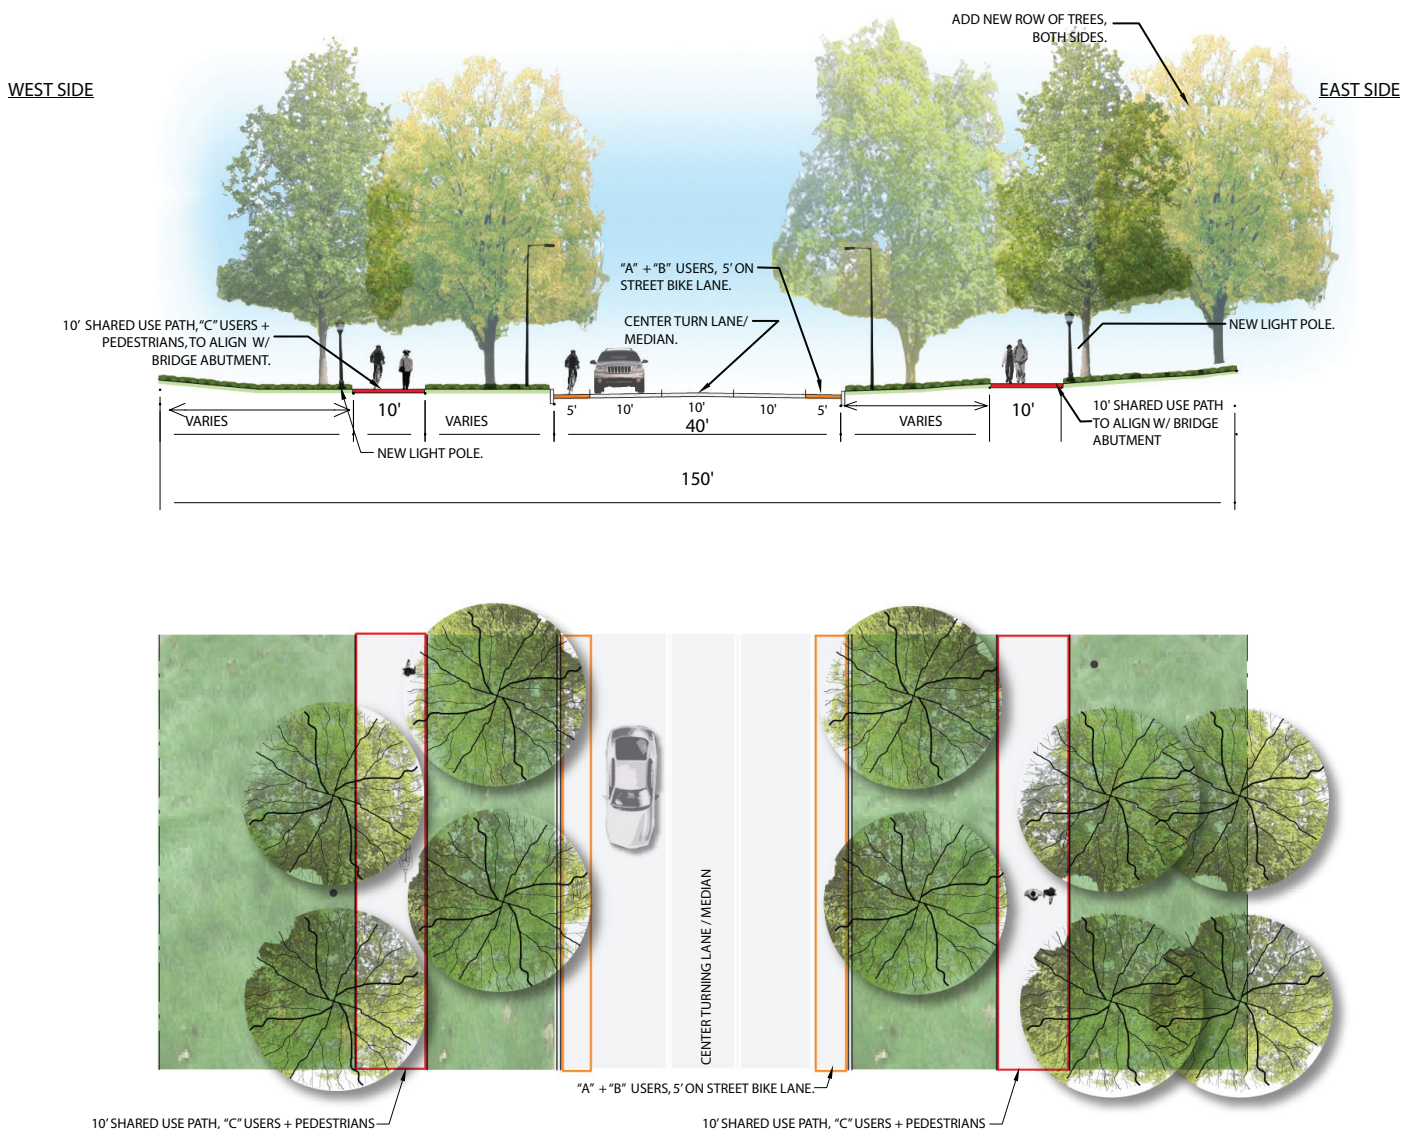 ADD NEW ROW OF TREES,
BOTH SIDES.
WEST SIDE
EAST SIDE
"A" + "B" USERS, 5' ON
STREET BIKE LANE.
CENTER TURN LANE/
MEDIAN.
10' SHARED USE PATH, "C" USERS +
PEDESTRIANS, TO ALIGN W/
BRIDGE ABUTMENT.
NEW LIGHT POLE.
VARIES
10'
VARIES
5'
10'
10'
10'
5'
40'
VARIES
10'
10' SHARED USE PATH
TO ALIGN W/ BRIDGE
ABUTMENT
NEW LIGHT POLE.
150'
CENTER TURNING LANE / MEDIAN
"A" + "B" USERS, 5' ON STREET BIKE LANE.
10' SHARED USE PATH, "C" USERS + PEDESTRIANS
10' SHARED USE PATH, "C" USERS + PEDESTRIANS